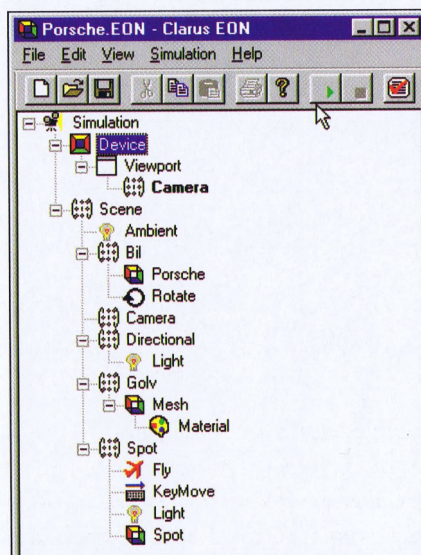 Porsche.EON - Clarus EON
File Edit View Simulation Help
Simulation
Device
Viewport
Camera
Scene
Ambient
Bil
Porsche
Rotate
Camera
Directional
Light
Golv
Mesh
Material
Spot
Fly
KeyMove
Light
Spot